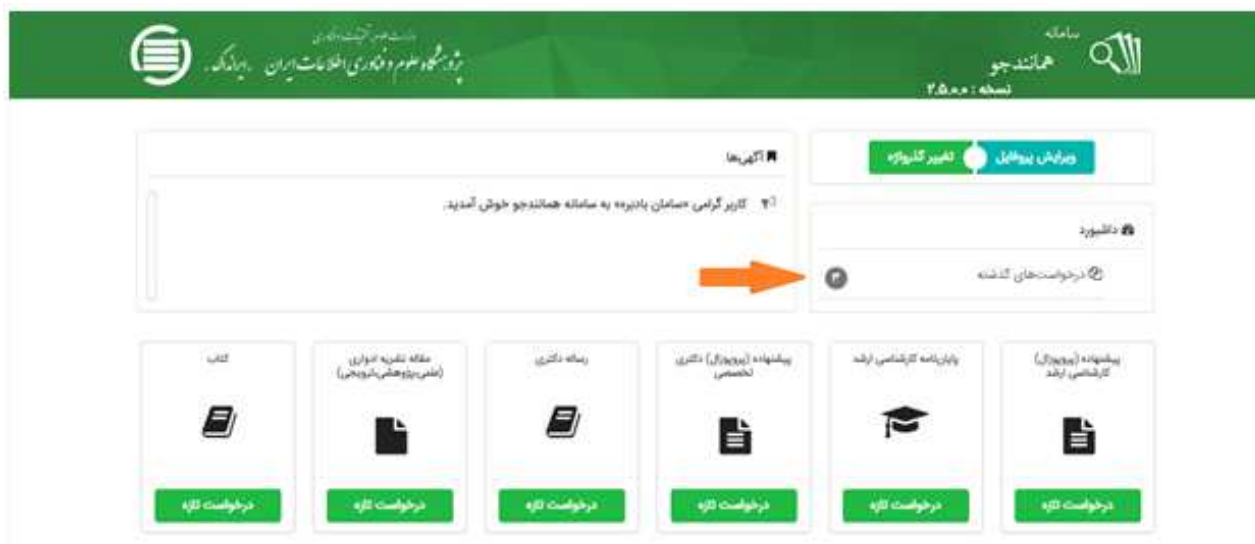 سامانه
همانندجو
نسخه : ۲.۵.۰.۰
وزارت علوم، تحقیقات و فناوری
پژوهشگاه علوم و فناوری اطلاعات ایران . ایرانداک .
ویرایش پروفایل
تغییر گذرواژه
آگهی‌ها
کاربر گرامی «سامان بادبره» به سامانه همانندجو خوش آمدید.
داشبورد
درخواست‌های گذشته
پیشنهاده (پروپوزال)
کارشناسی ارشد
پایان‌نامه کارشناسی ارشد
پیشنهاده (پروپوزال) دکتری
تخصصی
رساله دکتری
مقاله نشریه ادواری
(علمی،پژوهشی،ترویجی)
کتاب
درخواست تازه
درخواست تازه
درخواست تازه
درخواست تازه
درخواست تازه
درخواست تازه